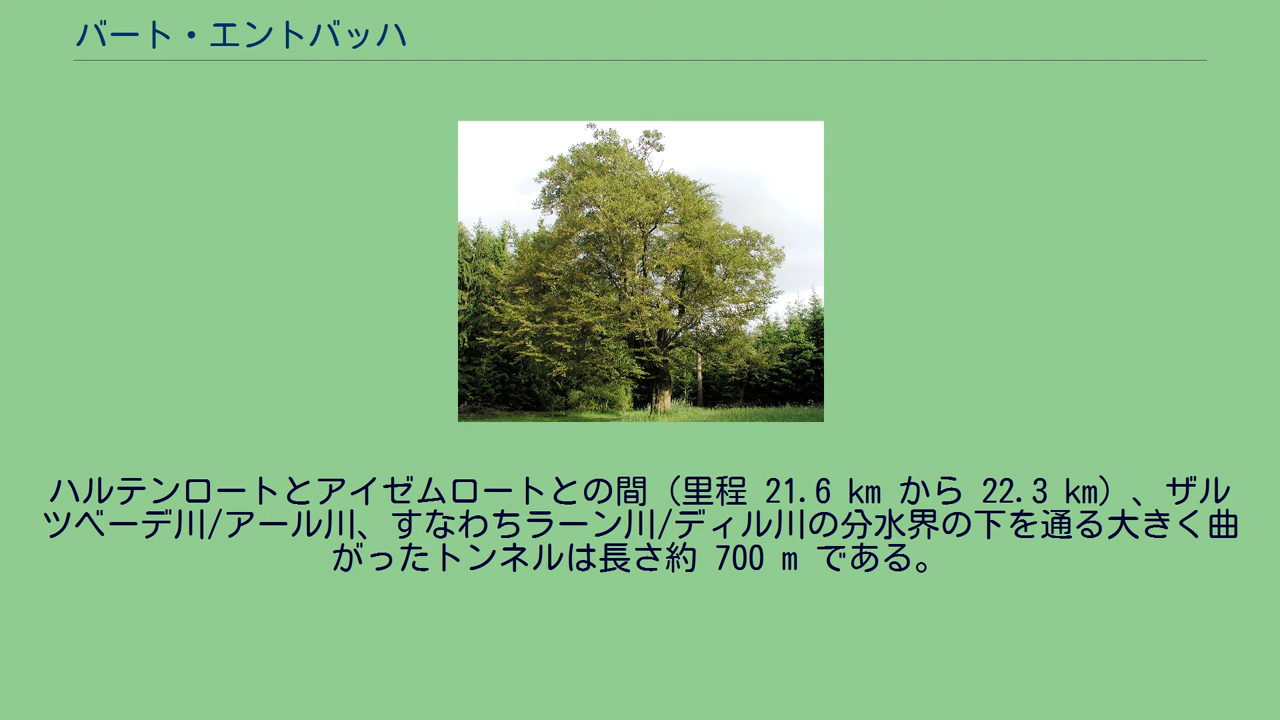 バート・エントバッハ
ハルテンロートとアイゼムロートとの間（里程 21.6 km から 22.3 km）、ザル
ツベーデ川/アール川、すなわちラーン川/ディル川の分水界の下を通る大きく曲
がったトンネルは長さ約 700 m である。